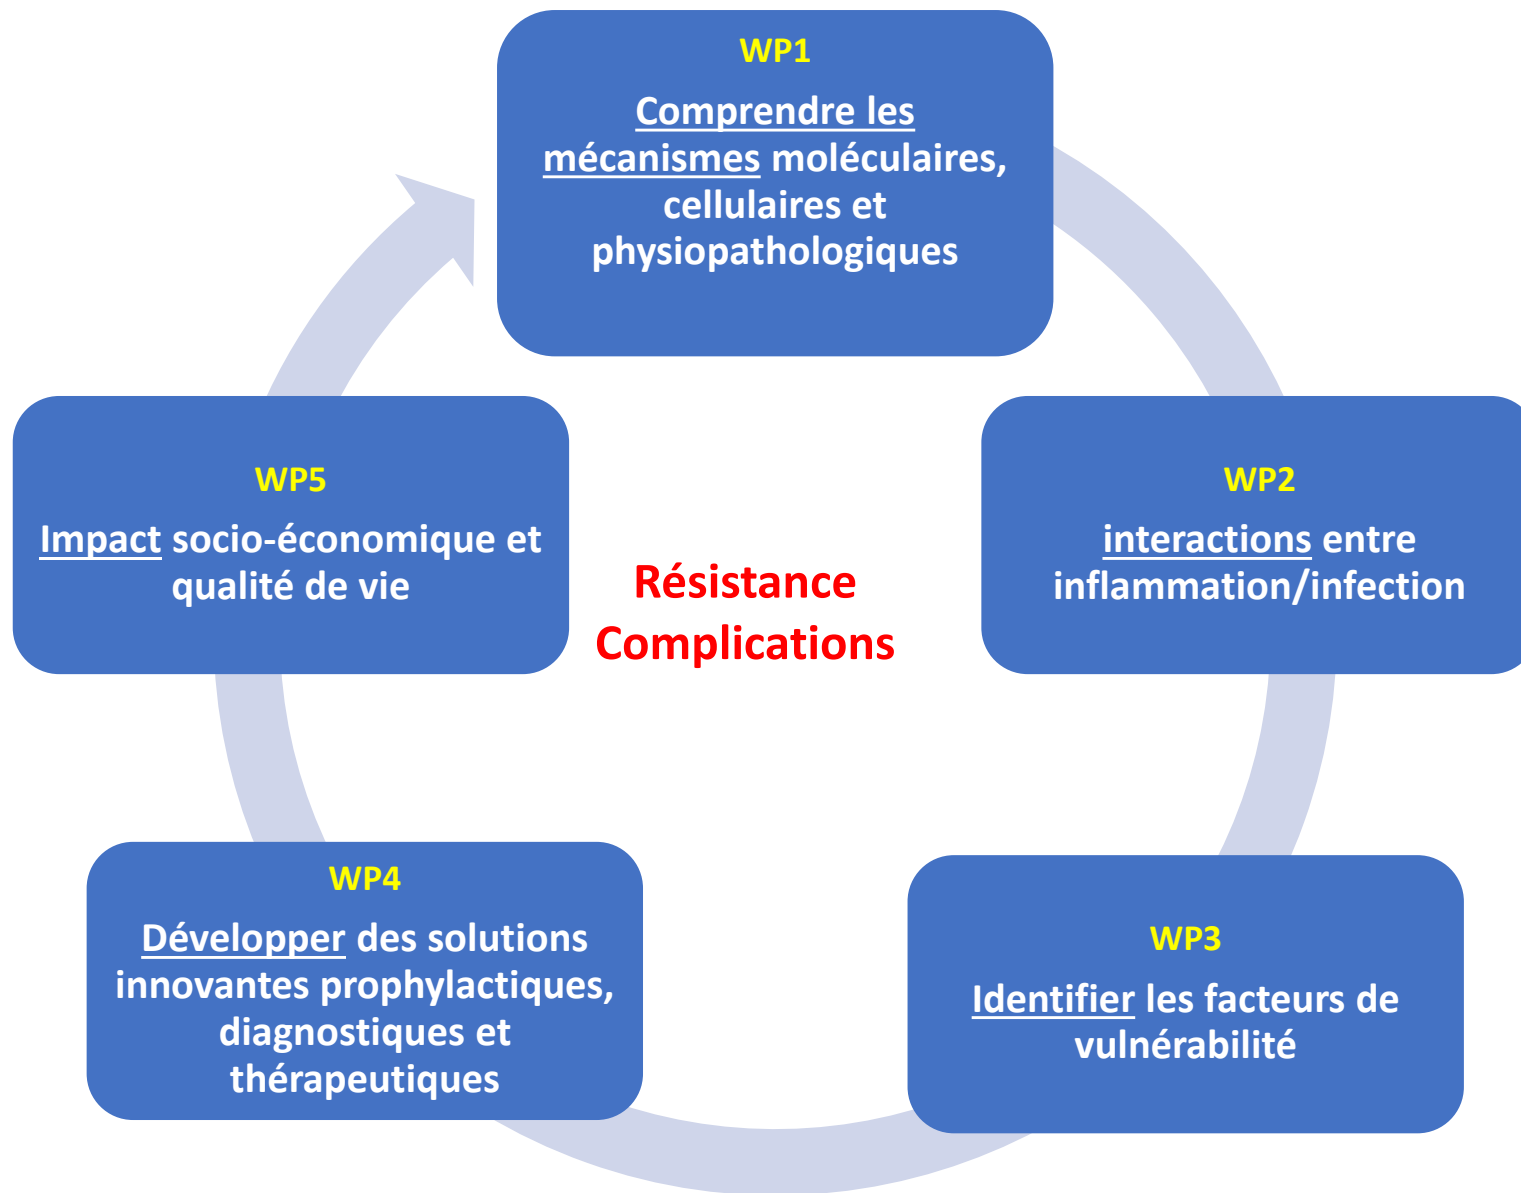 WP1
Comprendre les
mécanismes moléculaires,
cellulaires et
physiopathologiques
WP2
interactions entre
inflammation/infection
WP3
Identifier les facteurs de
vulnérabilité
WP4
Développer des solutions
innovantes prophylactiques,
diagnostiques et
thérapeutiques
WP5
Impact socio-économique et
qualité de vie
Résistance
Complications